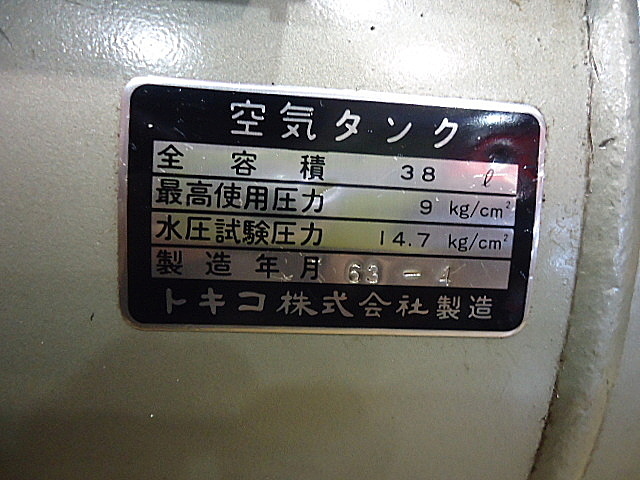 空気タンク
全容積 38 ℓ
最高使用圧力 9 kg/cm²
水圧試験圧力 14.7 kg/cm²
製造年月 63-4
トキコ株式会社製造